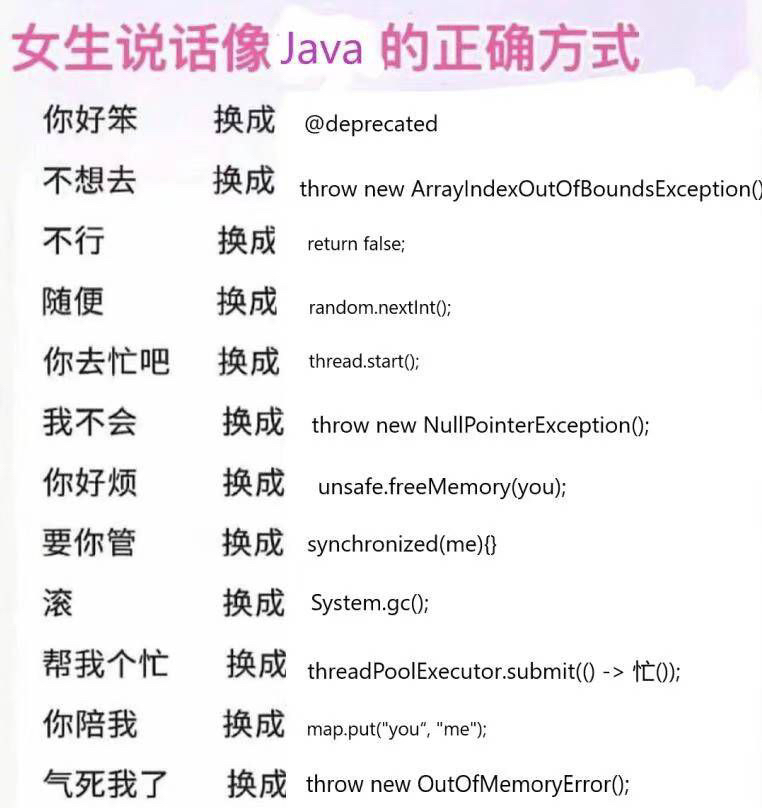 女生说话像 Java 的正确方式
你好笨 换成 @deprecated
不想去 换成 throw new ArrayIndexOutOfBoundsException()
不行 换成 return false;
随便 换成 random.nextInt();
你去忙吧 换成 thread.start();
我不会 换成 throw new NullPointerException();
你好烦 换成 unsafe.freeMemory(you);
要你管 换成 synchronized(me){}
滚 换成 System.gc();
帮我个忙 换成 threadPoolExecutor.submit(() -> 忙());
你陪我 换成 map.put("you“, "me");
气死我了 换成 throw new OutOfMemoryError();